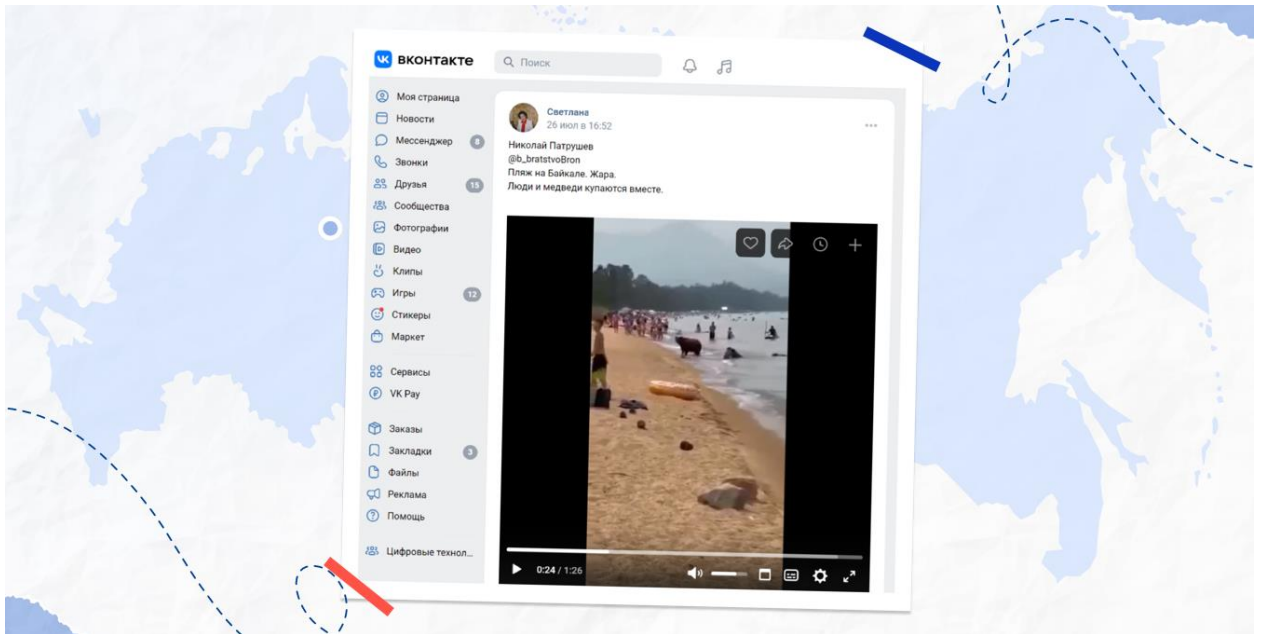 вконтакте
Поиск
Моя страница
Новости
Мессенджер 8
Звонки
Друзья 15
Сообщества
Фотографии
Видео
Клипы
Игры 12
Стикеры
Маркет
Сервисы
VK Pay
Заказы
Закладки 3
Файлы
Реклама
Помощь
Цифровые технол...
Светлана
26 июл в 16:52
Николай Патрушев
@b_bratstvoBron
Пляж на Байкале. Жара.
Люди и медведи купаются вместе.
0:24 / 1:26